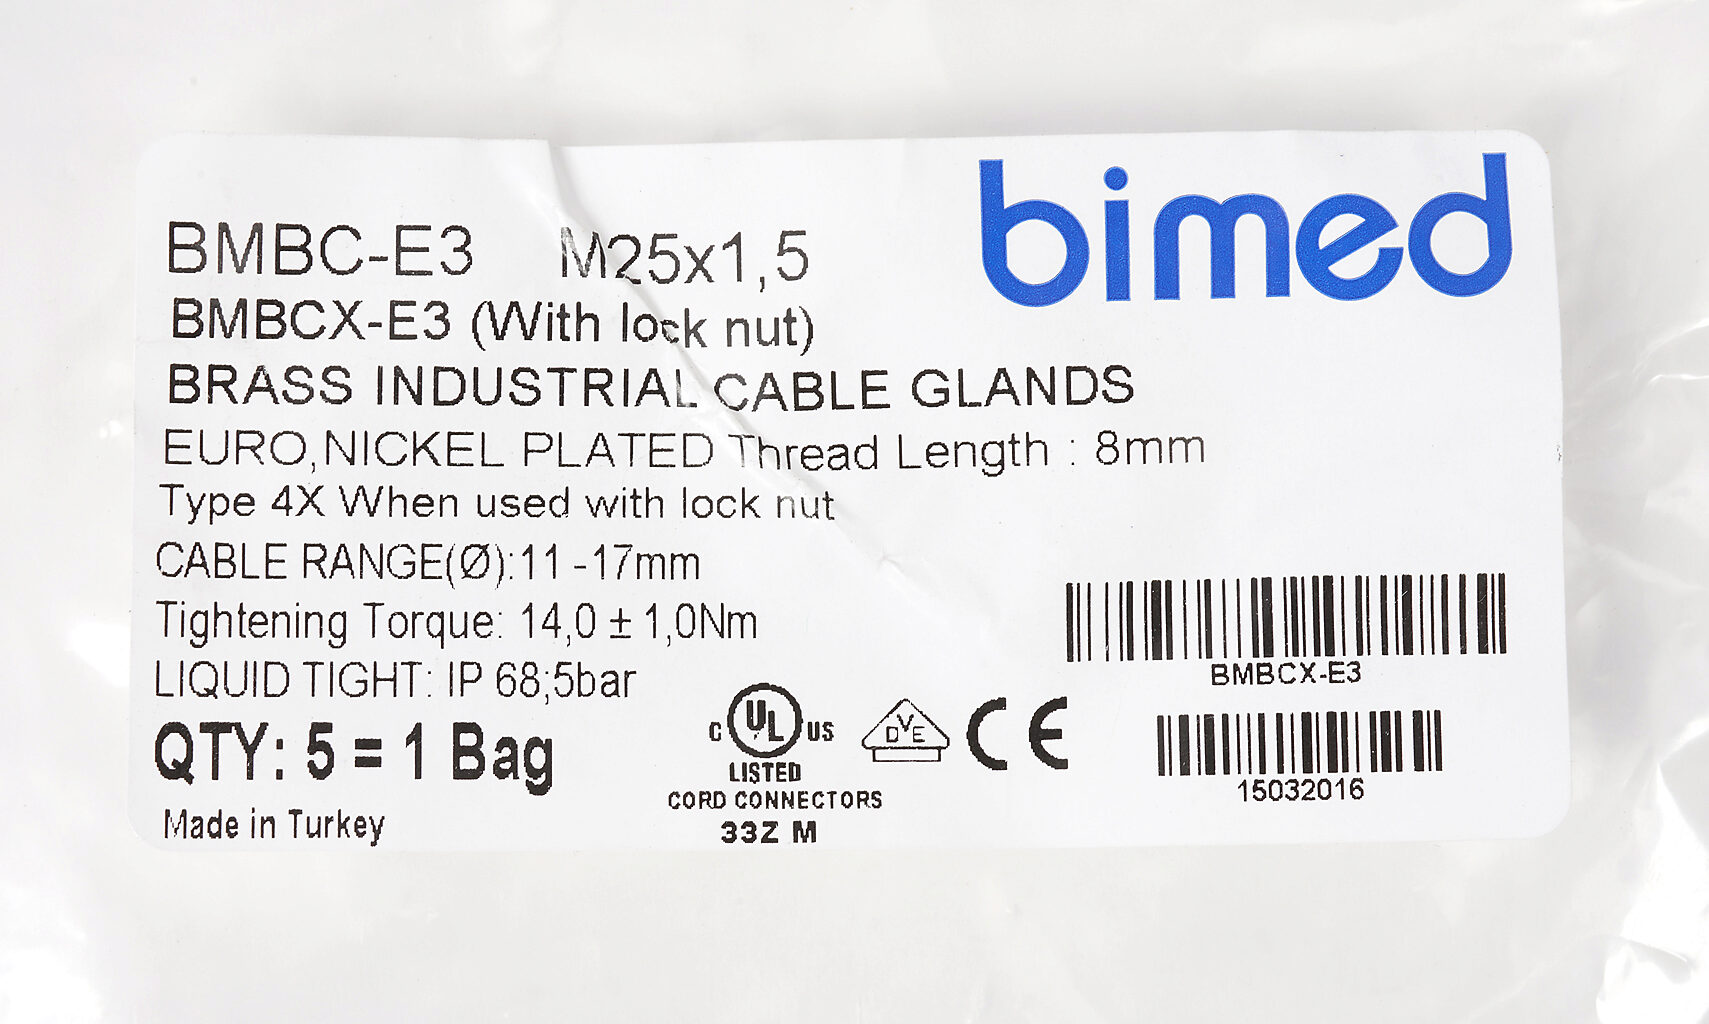 bimed
BMBC-E3 M25x1,5
BMBCX-E3 (With lock nut)
BRASS INDUSTRIAL CABLE GLANDS
EURO,NICKEL PLATED Thread Length : 8mm
Type 4X When used with lock nut
CABLE RANGE(Ø):11 -17mm
Tightening Torque: 14,0 ± 1,0Nm
LIQUID TIGHT: IP 68;5bar
QTY: 5 = 1 Bag
Made in Turkey
C UL US
LISTED
CORD CONNECTORS
33Z M
DVE
CE
BMBCX-E3
15032016